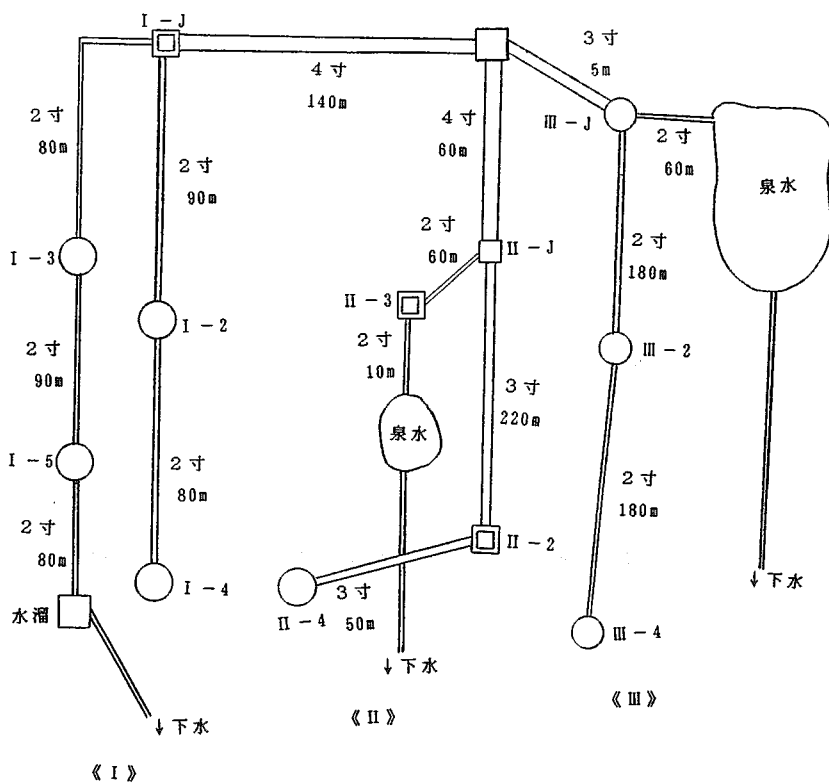 Ⅰ－J
4寸
140m
3寸
5m
Ⅲ－J
2寸
60m
泉水
2寸
80m
2寸
90m
4寸
60m
2寸
60m
Ⅱ－J
2寸
180m
Ⅰ－3
Ⅰ－2
Ⅱ－3
2寸
10m
Ⅲ－2
2寸
90m
3寸
220m
泉水
Ⅰ－5
2寸
80m
2寸
180m
2寸
80m
Ⅱ－2
↓下水
水溜
Ⅰ－4
Ⅱ－4
3寸
50m
Ⅲ－4
↓下水
↓下水
《Ⅰ》
《Ⅱ》
《Ⅲ》